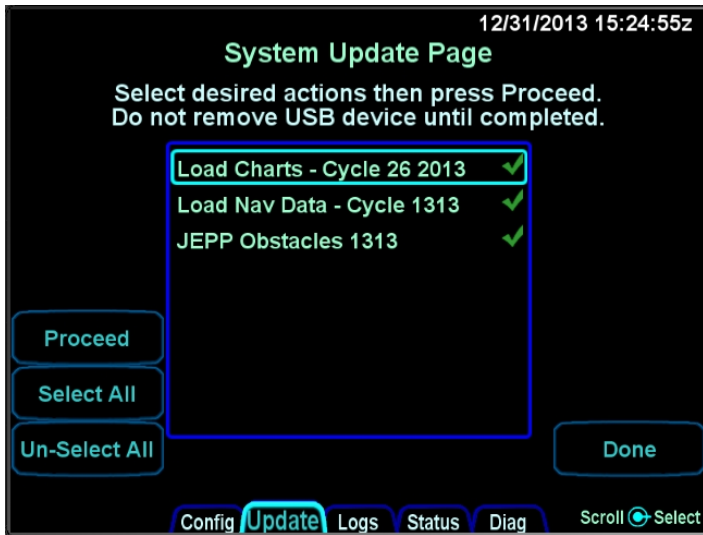 12/31/2013 15:24:55z
System Update Page
Select desired actions then press Proceed.
Do not remove USB device until completed.
Load Charts - Cycle 26 2013
Load Nav Data - Cycle 1313
JEPP Obstacles 1313
Proceed
Select All
Un-Select All
Done
Config Update Logs Status Diag
Scroll Select